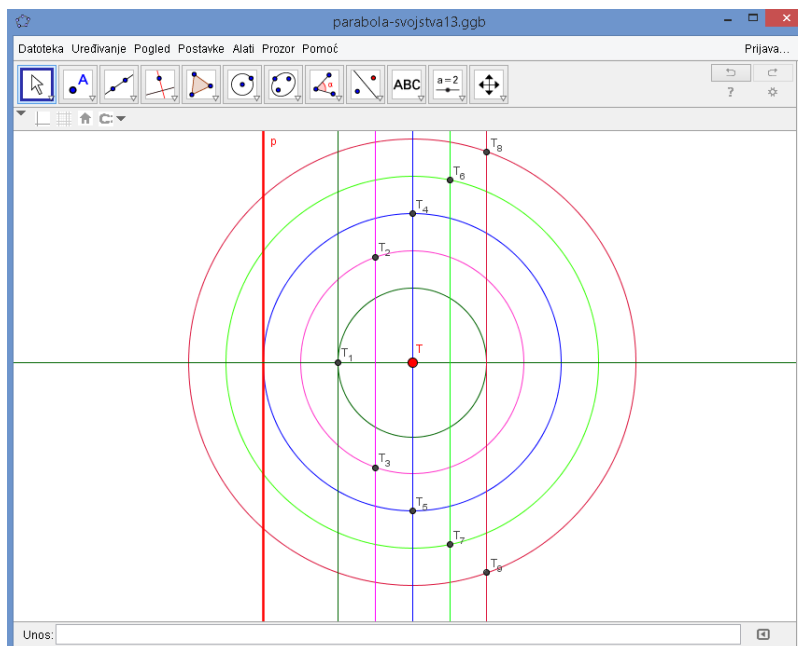 parabola-svojstva13.ggb
Datoteka Uređivanje Pogled Postavke Alati Prozor Pomoć Prijava...
A α ABC a=2
?
p
T8
T6
T4
T2
T1
T
T3
T5
T7
T9
Unos: